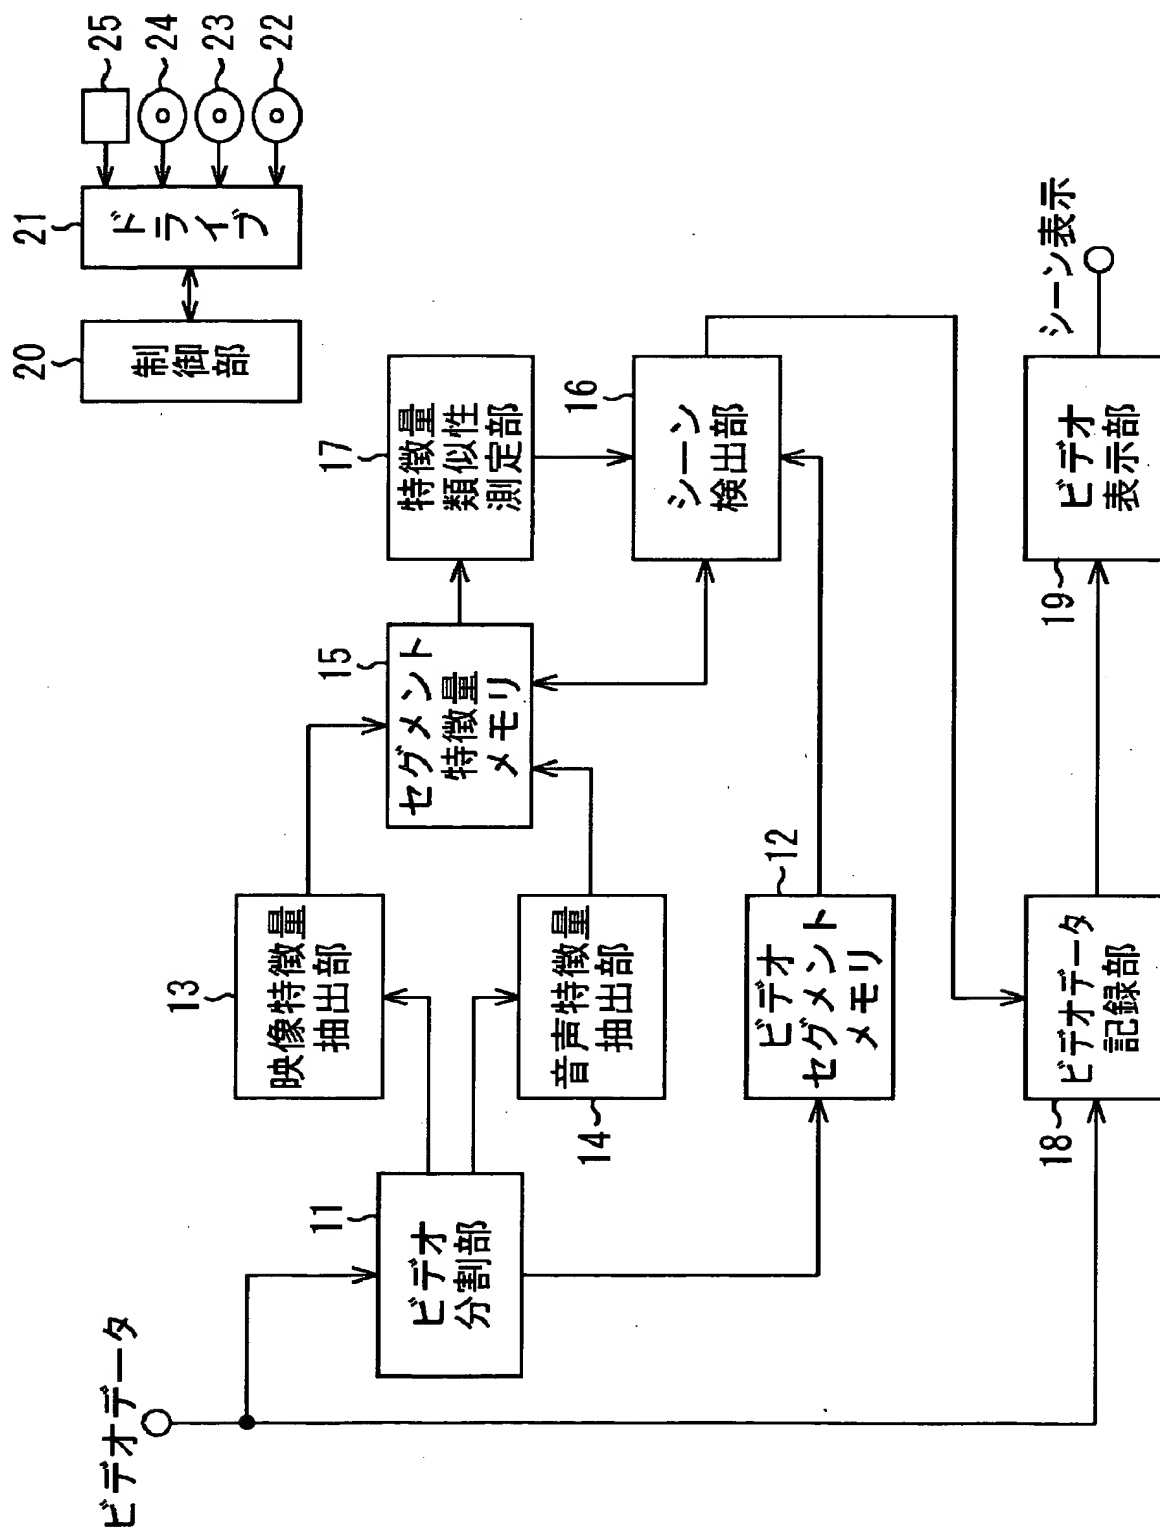 ビデオデータ
11
ビデオ
分割部
13
映像特徴量
抽出部
14
音声特徴量
抽出部
12
ビデオ
セグメント
メモリ
15
セグメント
特徴量
メモリ
17
特徴量
類似性
測定部
16
シーン
検出部
18
ビデオデータ
記録部
19
ビデオ
表示部
シーン表示
20
制御部
21
ドライブ
25
24
23
22